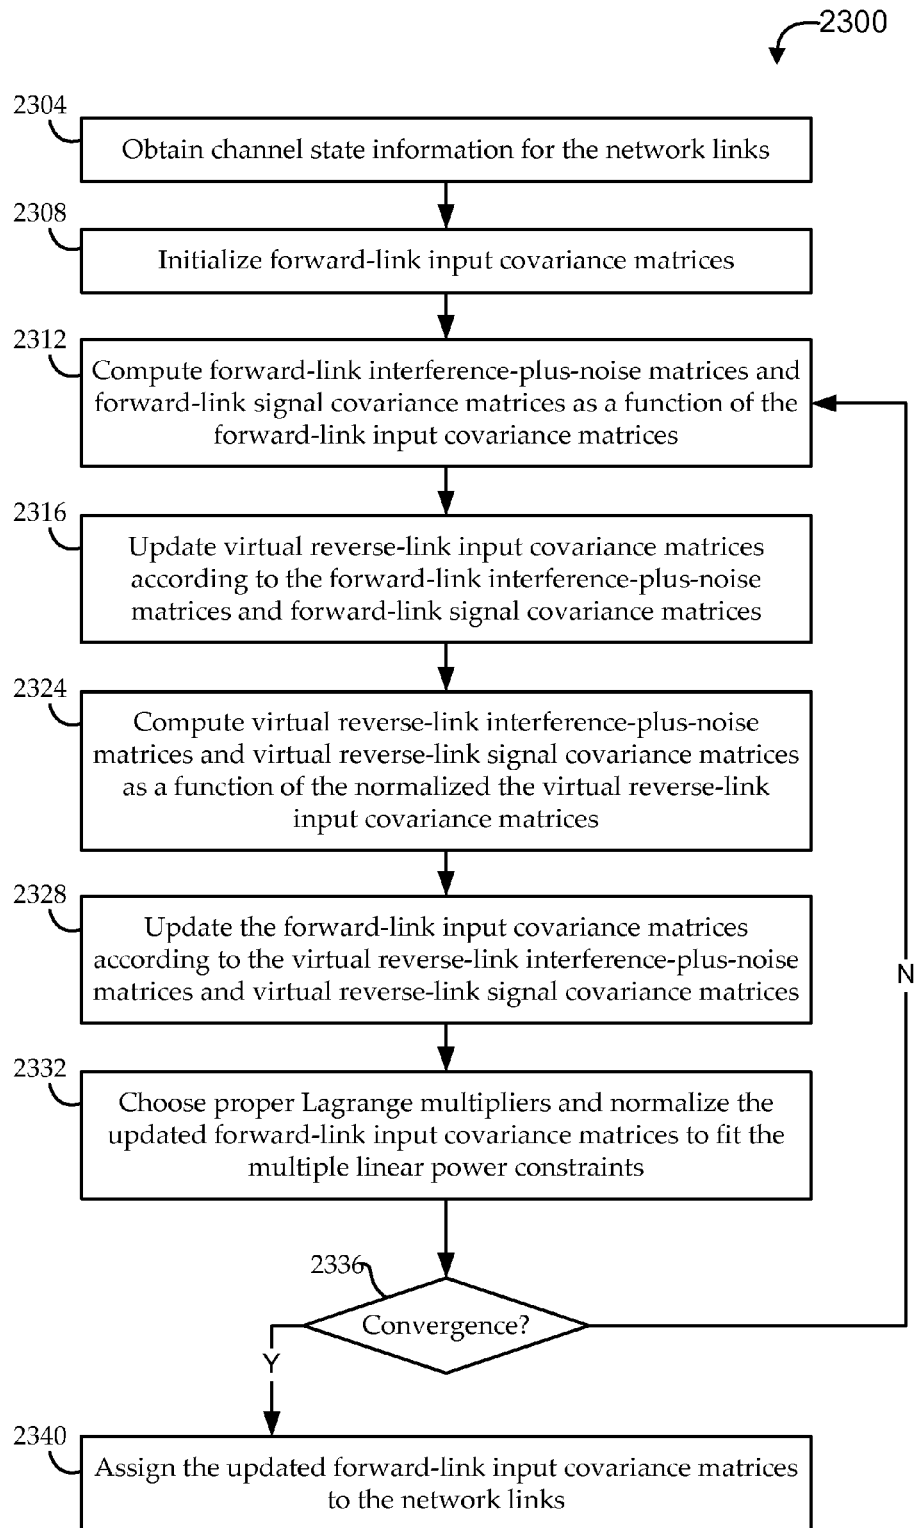 2300
2304
Obtain channel state information for the network links
2308
Initialize forward-link input covariance matrices
2312
Compute forward-link interference-plus-noise matrices and
forward-link signal covariance matrices as a function of the
forward-link input covariance matrices
2316
Update virtual reverse-link input covariance matrices
according to the forward-link interference-plus-noise
matrices and forward-link signal covariance matrices
2324
Compute virtual reverse-link interference-plus-noise
matrices and virtual reverse-link signal covariance matrices
as a function of the normalized the virtual reverse-link
input covariance matrices
2328
Update the forward-link input covariance matrices
according to the virtual reverse-link interference-plus-noise
matrices and virtual reverse-link signal covariance matrices
N
2332
Choose proper Lagrange multipliers and normalize the
updated forward-link input covariance matrices to fit the
multiple linear power constraints
2336
Convergence?
Y
2340
Assign the updated forward-link input covariance matrices
to the network links